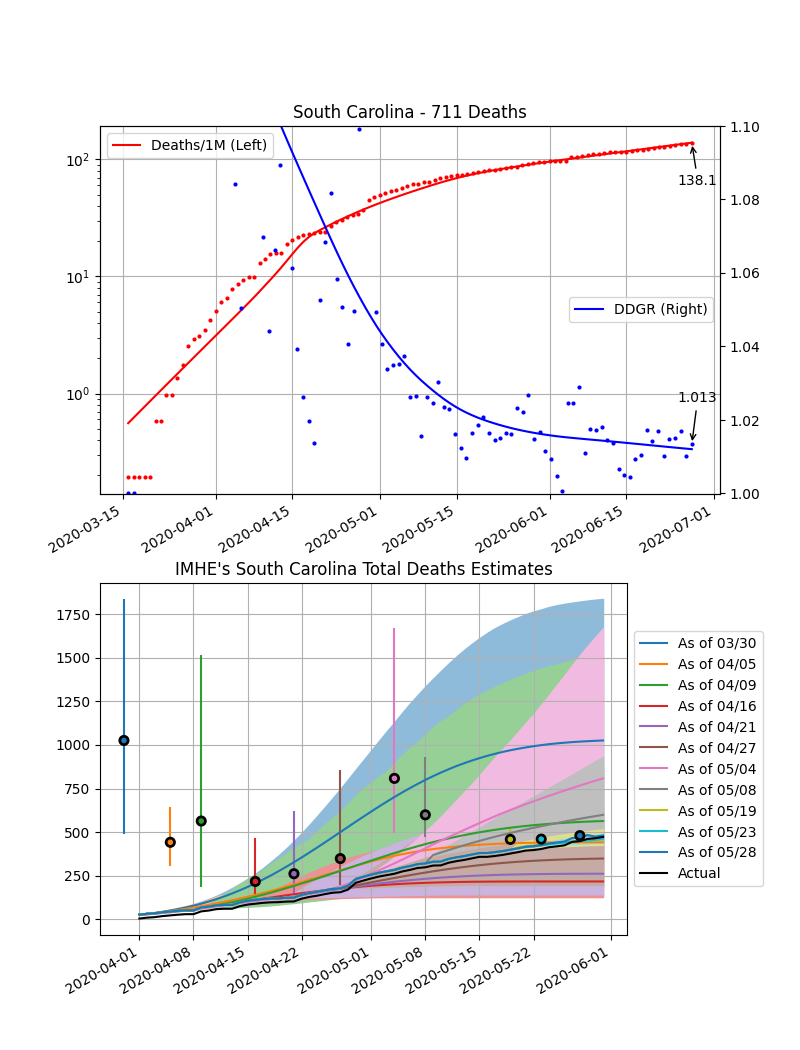 South Carolina - 711 Deaths
Deaths/1M (Left)
DDGR (Right)
138.1
1.013
10²
10¹
10⁰
1.10
1.08
1.06
1.04
1.02
1.00
2020-03-15
2020-04-01
2020-04-15
2020-05-01
2020-05-15
2020-06-01
2020-06-15
2020-07-01
IMHE's South Carolina Total Deaths Estimates
1750
1500
1250
1000
750
500
250
0
2020-04-01
2020-04-08
2020-04-15
2020-04-22
2020-05-01
2020-05-08
2020-05-15
2020-05-22
2020-06-01
As of 03/30
As of 04/05
As of 04/09
As of 04/16
As of 04/21
As of 04/27
As of 05/04
As of 05/08
As of 05/19
As of 05/23
As of 05/28
Actual